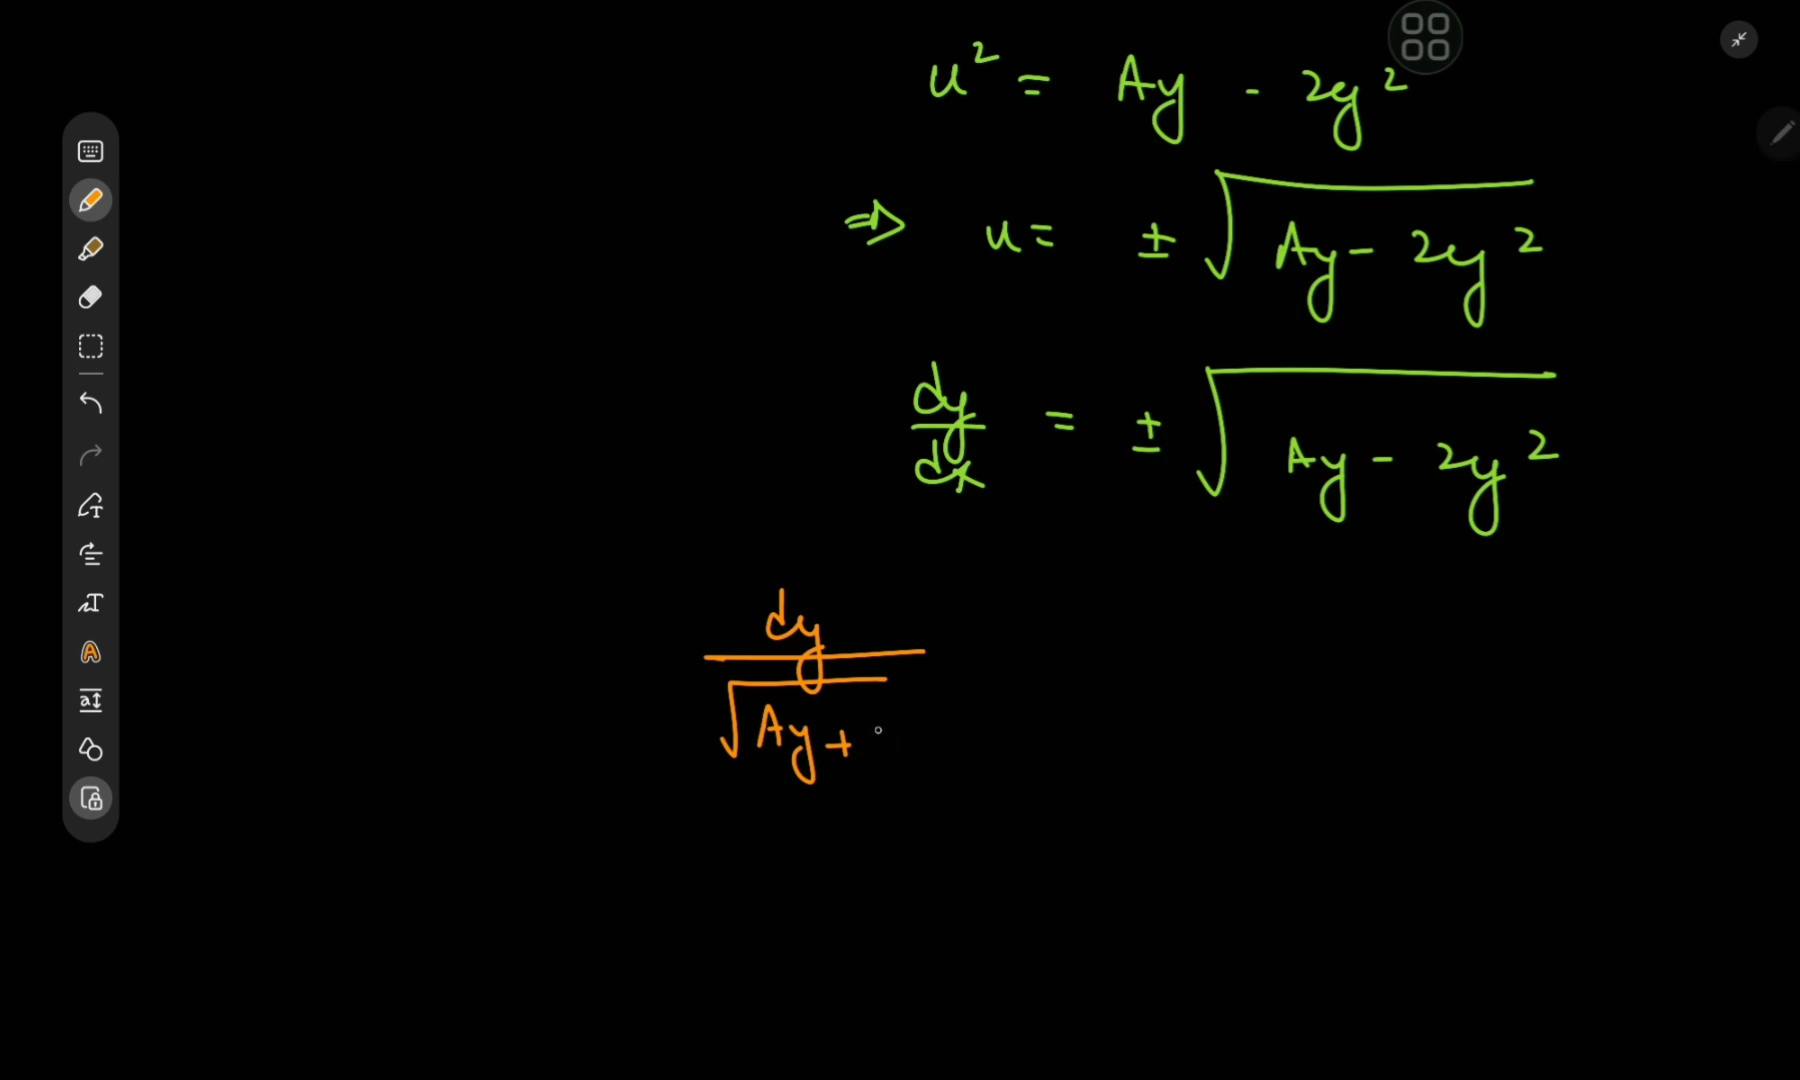 u² = Ay - 2y²
⇒ u = ± √(Ay - 2y²)
dy/dx = ± √(Ay - 2y²)
dy/√(Ay +